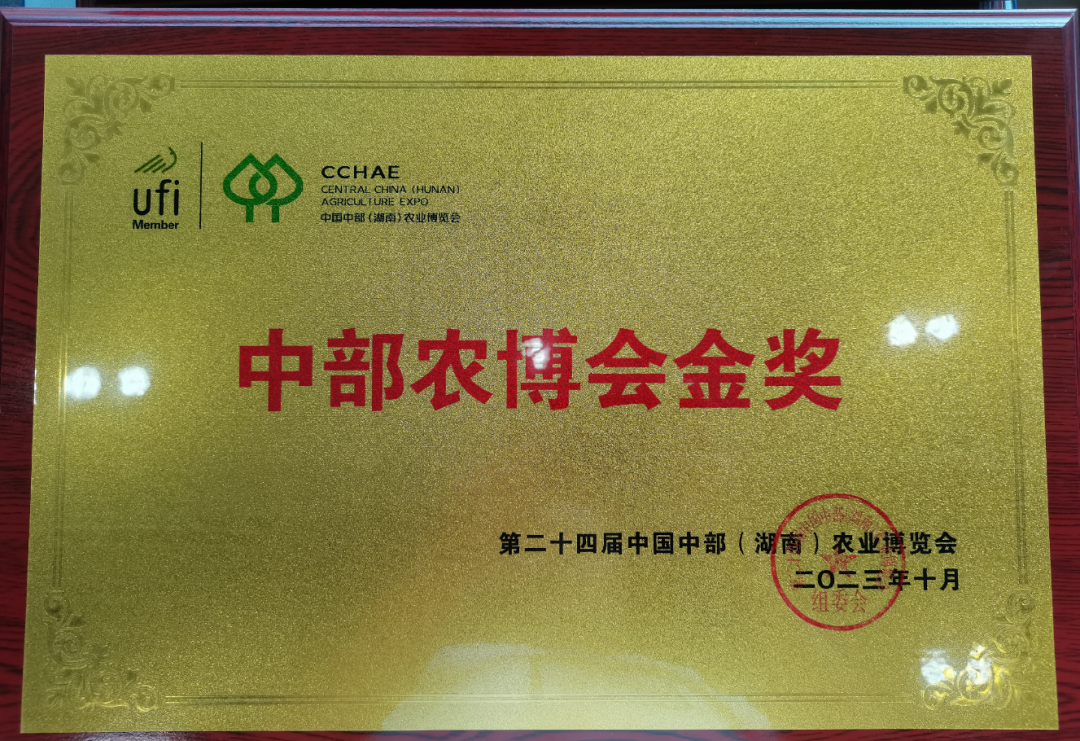 ufi
Member
CCHAE
CENTRAL CHINA (HUNAN)
AGRICULTURE EXPO
中国中部(湖南)农业博览会
中部农博会金奖
第二十四届中国中部(湖南)农业博览会
二〇二三年十月
组委会